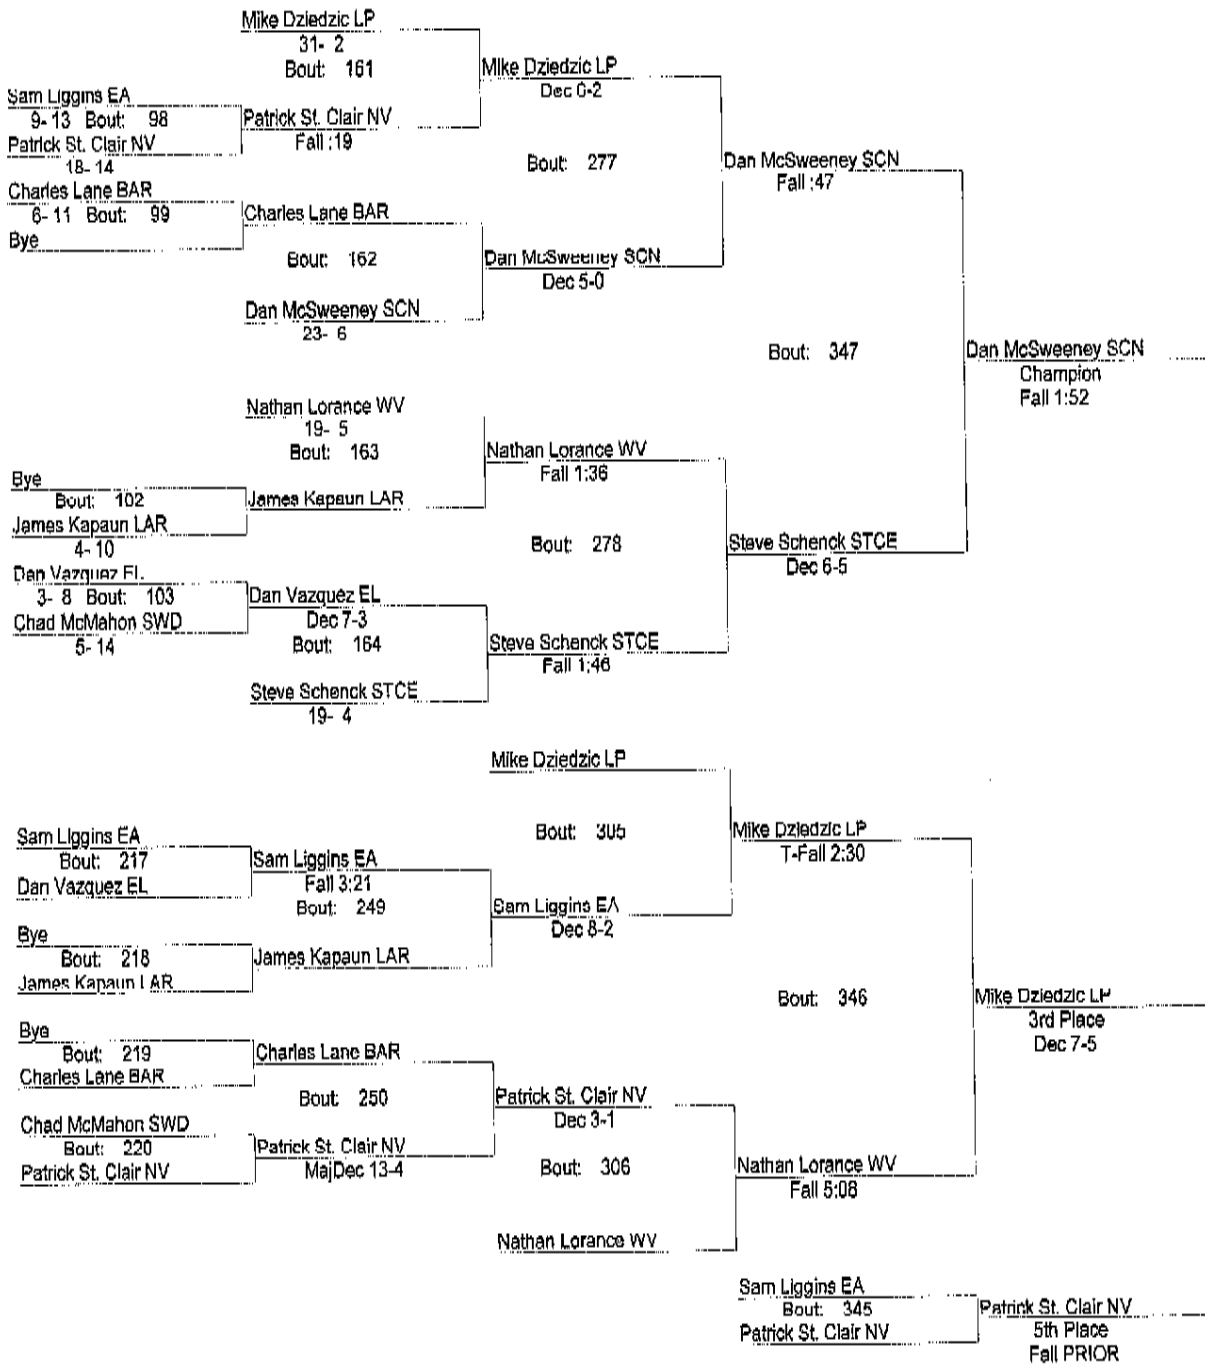 Mike Dziedzic LP
31- 2
Bout: 161
Mike Dziedzic LP
Dec 6-2
Sam Liggins EA
9- 13 Bout: 98
Patrick St. Clair NV
Fall :19
Patrick St. Clair NV
18- 14
Bout: 277
Dan McSweeney SCN
Fall :47
Charles Lane BAR
6- 11 Bout: 99
Charles Lane BAR
Bye
Bout: 162
Dan McSweeney SCN
Dec 5-0
Dan McSweeney SCN
23- 6
Bout: 347
Dan McSweeney SCN
Champion
Fall 1:52
Nathan Lorance WV
19- 5
Bout: 163
Nathan Lorance WV
Fall 1:36
Bye
Bout: 102
James Kapaun LAR
James Kapaun LAR
4- 10
Bout: 278
Steve Schenck STCE
Dec 6-5
Dan Vazquez EL
3- 8 Bout: 103
Dan Vazquez EL
Dec 7-3
Chad McMahon SWD
5- 14
Bout: 164
Steve Schenck STCE
Fall 1:46
Steve Schenck STCE
19- 4
Mike Dziedzic LP
Bout: 305
Mike Dziedzic LP
T-Fall 2:30
Sam Liggins EA
Bout: 217
Sam Liggins EA
Fall 3:21
Dan Vazquez EL
Bout: 249
Sam Liggins EA
Dec 8-2
Bye
Bout: 218
James Kapaun LAR
James Kapaun LAR
Bout: 346
Mike Dziedzic LP
3rd Place
Dec 7-5
Bye
Bout: 219
Charles Lane BAR
Charles Lane BAR
Bout: 250
Patrick St. Clair NV
Dec 3-1
Chad McMahon SWD
Bout: 220
Patrick St. Clair NV
MajDec 13-4
Patrick St. Clair NV
Bout: 306
Nathan Lorance WV
Fall 5:08
Nathan Lorance WV
Sam Liggins EA
Bout: 345
Patrick St. Clair NV
Patrick St. Clair NV
5th Place
Fall PRIOR